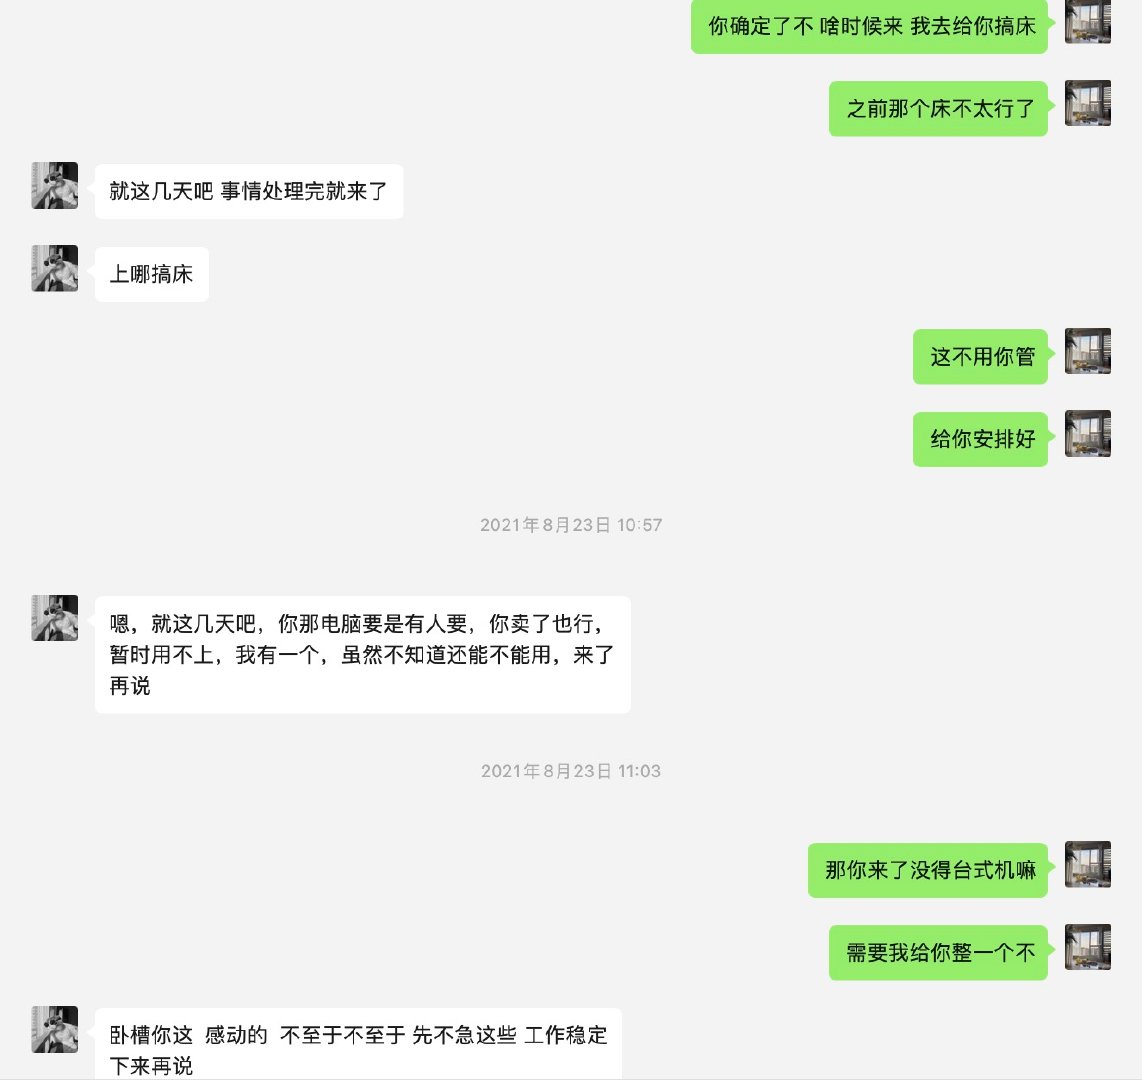 你确定了不 啥时候来 我去给你搞床
之前那个床不太行了
就这几天吧 事情处理完就来了
上哪搞床
这不用你管
给你安排好
2021年8月23日 10:57
嗯，就这几天吧，你那电脑要是有人要，你卖了也行，
暂时用不上，我有一个，虽然不知道还能不能用，来了
再说
2021年8月23日 11:03
那你来了没得台式机嘛
需要我给你整一个不
卧槽你这  感动的  不至于不至于 先不急这些 工作稳定
下来再说